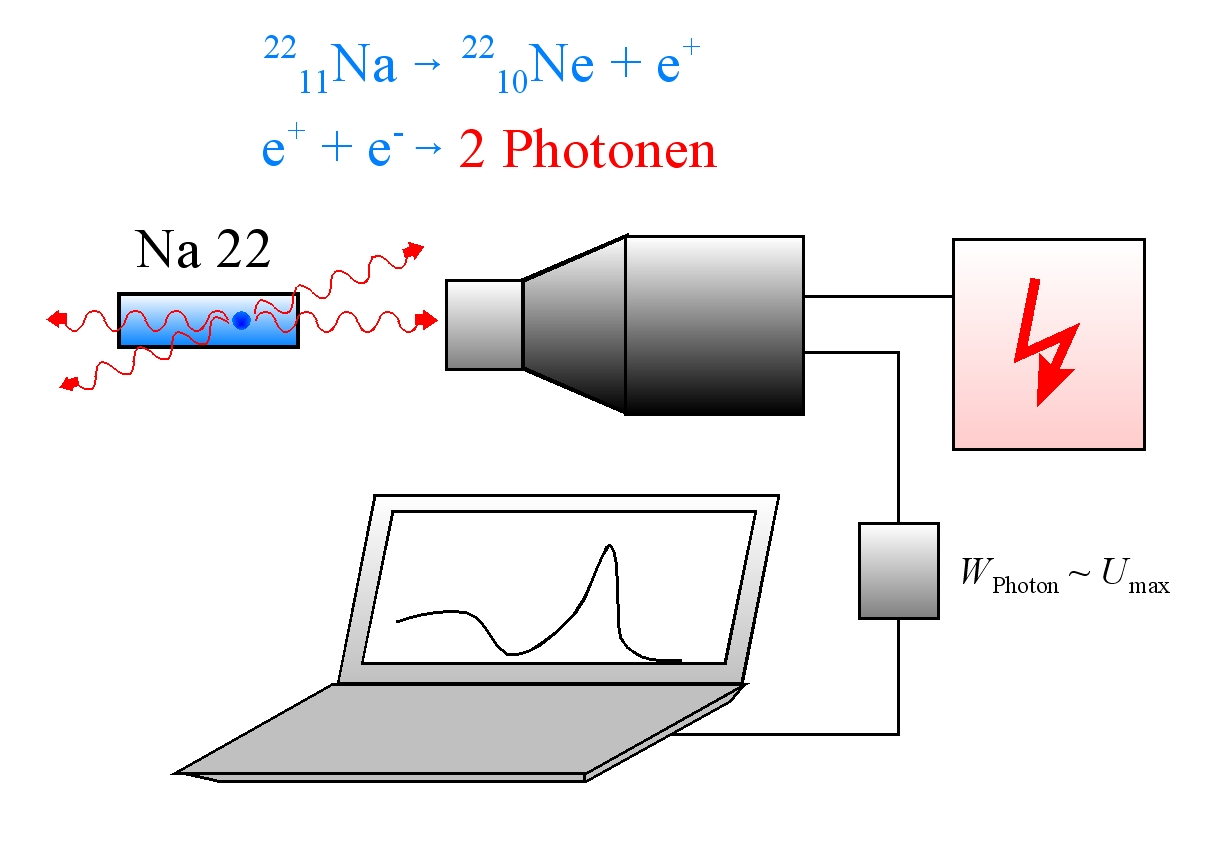 ²²₁₁Na → ²²₁₀Ne + e⁺
e⁺ + e⁻ → 2 Photonen
Na 22
W_Photon ~ U_max